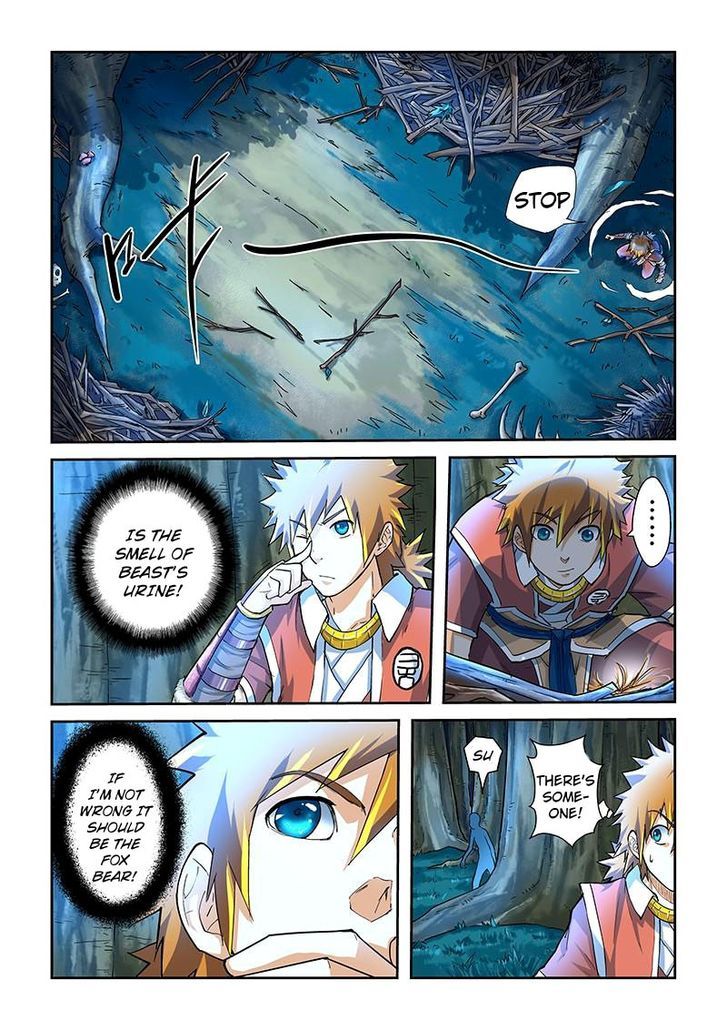 STOP
IS THE
SMELL OF
BEAST'S
URINE!
......
IF
I'M NOT
WRONG IT
SHOULD
BE THE
FOX
BEAR!
SU
THERE'S
SOME-
ONE!